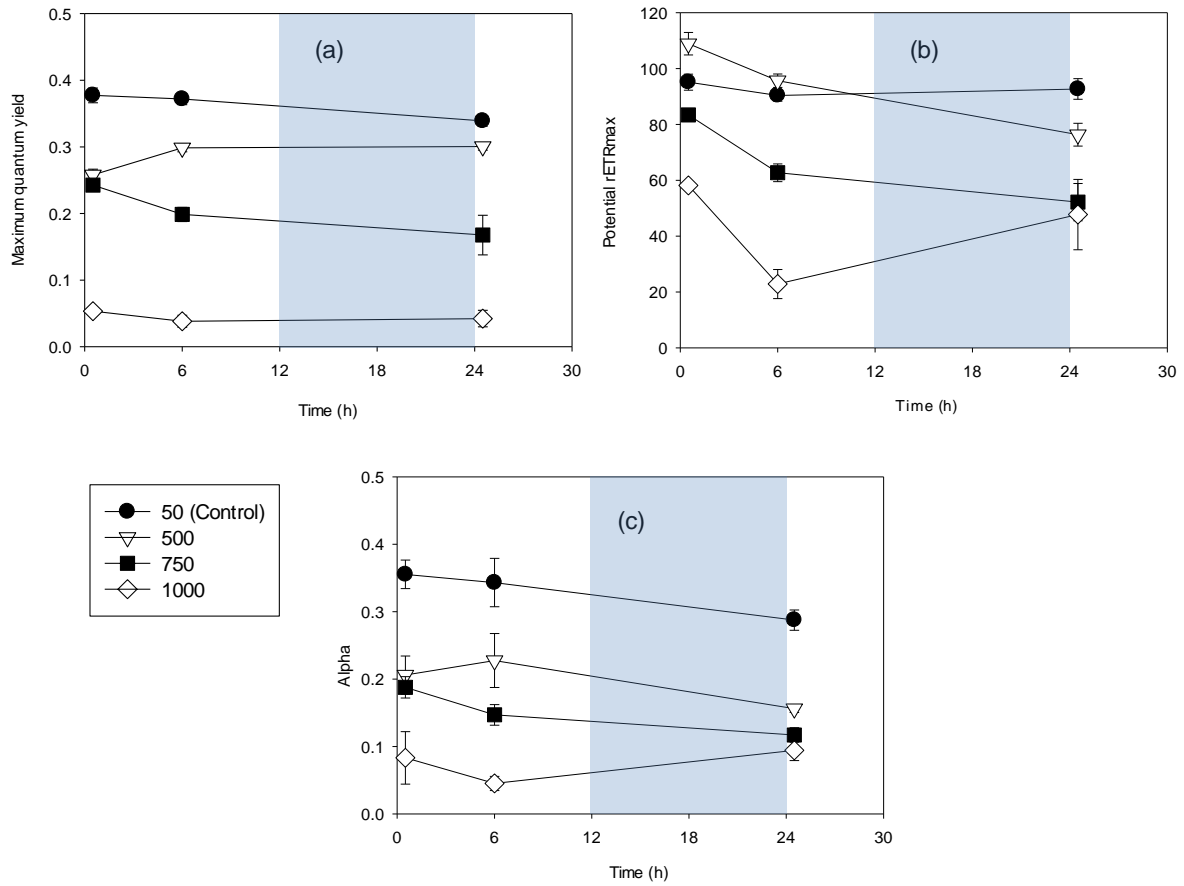 0.5
0.4
0.3
0.2
0.1
0.0
Maximum quantum yield
(a)
0 6 12 18 24 30
Time (h)
120
100
80
60
40
20
0
Potential rETRmax
(b)
0 6 12 18 24 30
Time (h)
50 (Control)
500
750
1000
0.5
0.4
0.3
0.2
0.1
0.0
Alpha
(c)
0 6 12 18 24 30
Time (h)